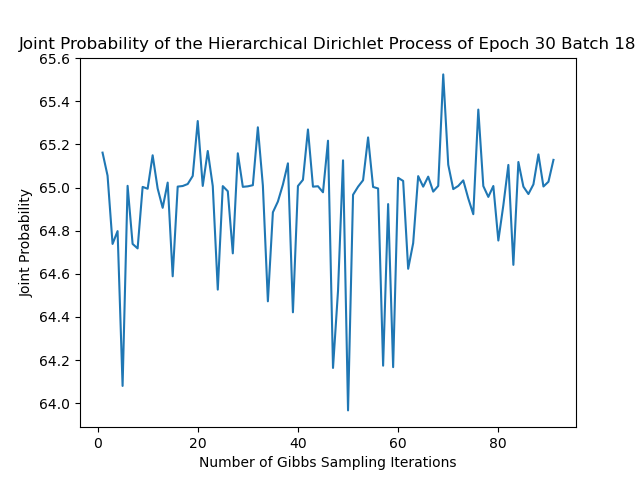 Joint Probability of the Hierarchical Dirichlet Process of Epoch 30 Batch 18
65.6
65.4
65.2
65.0
64.8
64.6
64.4
64.2
64.0
Joint Probability
0 20 40 60 80
Number of Gibbs Sampling Iterations